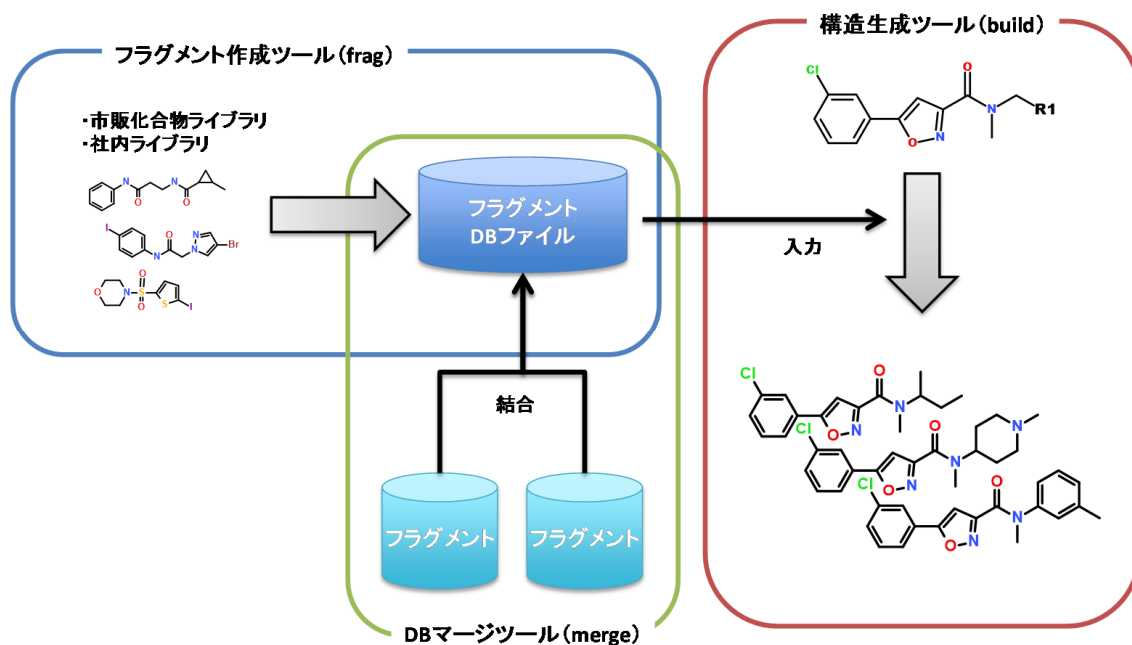 フラグメント作成ツール(frag)
・市販化合物ライブラリ
・社内ライブラリ
H
N
O
N
H
O
I
N
H
O
N
N
Br
O
N
S
O
O
S
I
フラグメント
DBファイル
結合
フラグメント
フラグメント
DBマージツール(merge)
入力
構造生成ツール(build)
Cl
O
N
R1
O
N
Cl
O
N
O
N
Cl
O
N
N
O
N
Cl
O
N
O
N